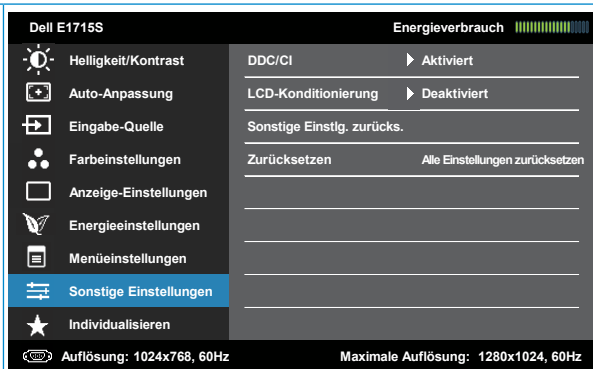 Dell E1715S Energieverbrauch
Helligkeit/Kontrast DDC/CI Aktiviert
Auto-Anpassung LCD-Konditionierung Deaktiviert
Eingabe-Quelle Sonstige Einstlg. zurücks.
Farbeinstellungen Zurücksetzen Alle Einstellungen zurücksetzen
Anzeige-Einstellungen
Energieeinstellungen
Menüeinstellungen
Sonstige Einstellungen
Individualisieren
Auflösung: 1024x768, 60Hz Maximale Auflösung: 1280x1024, 60Hz